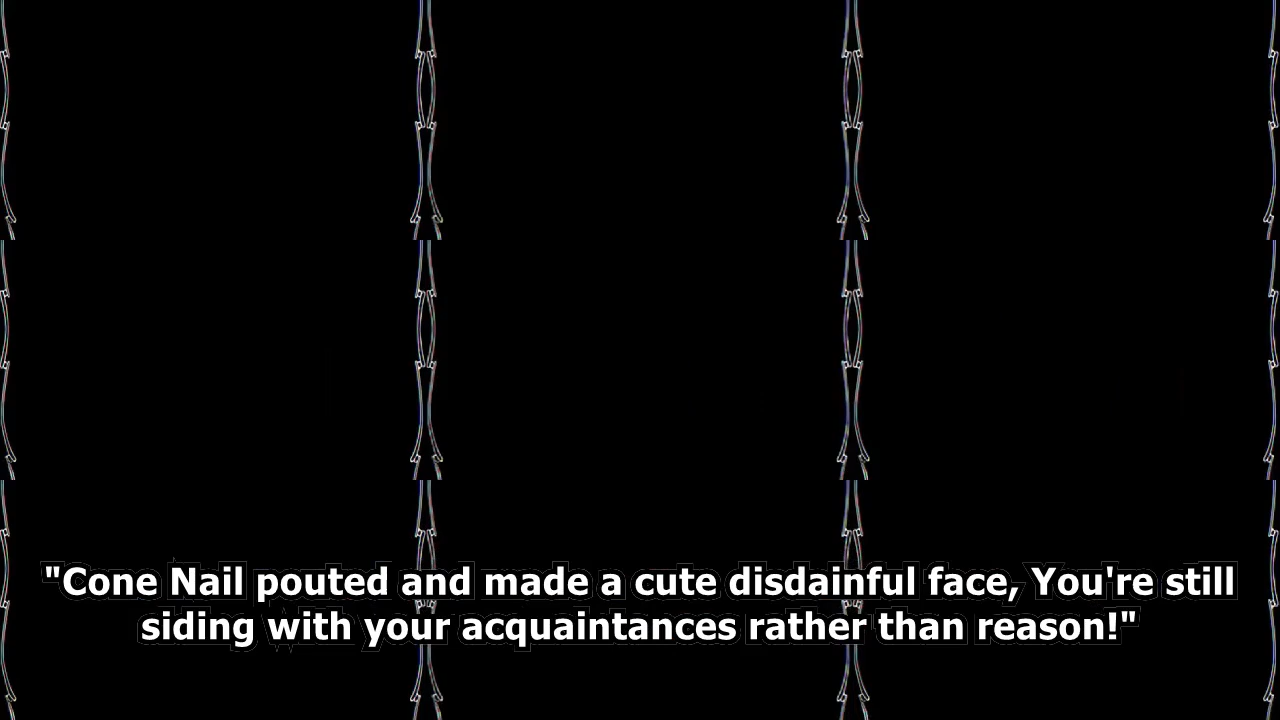 "Cone Nail pouted and made a cute disdainful face, You're still
siding with your acquaintances rather than reason!"